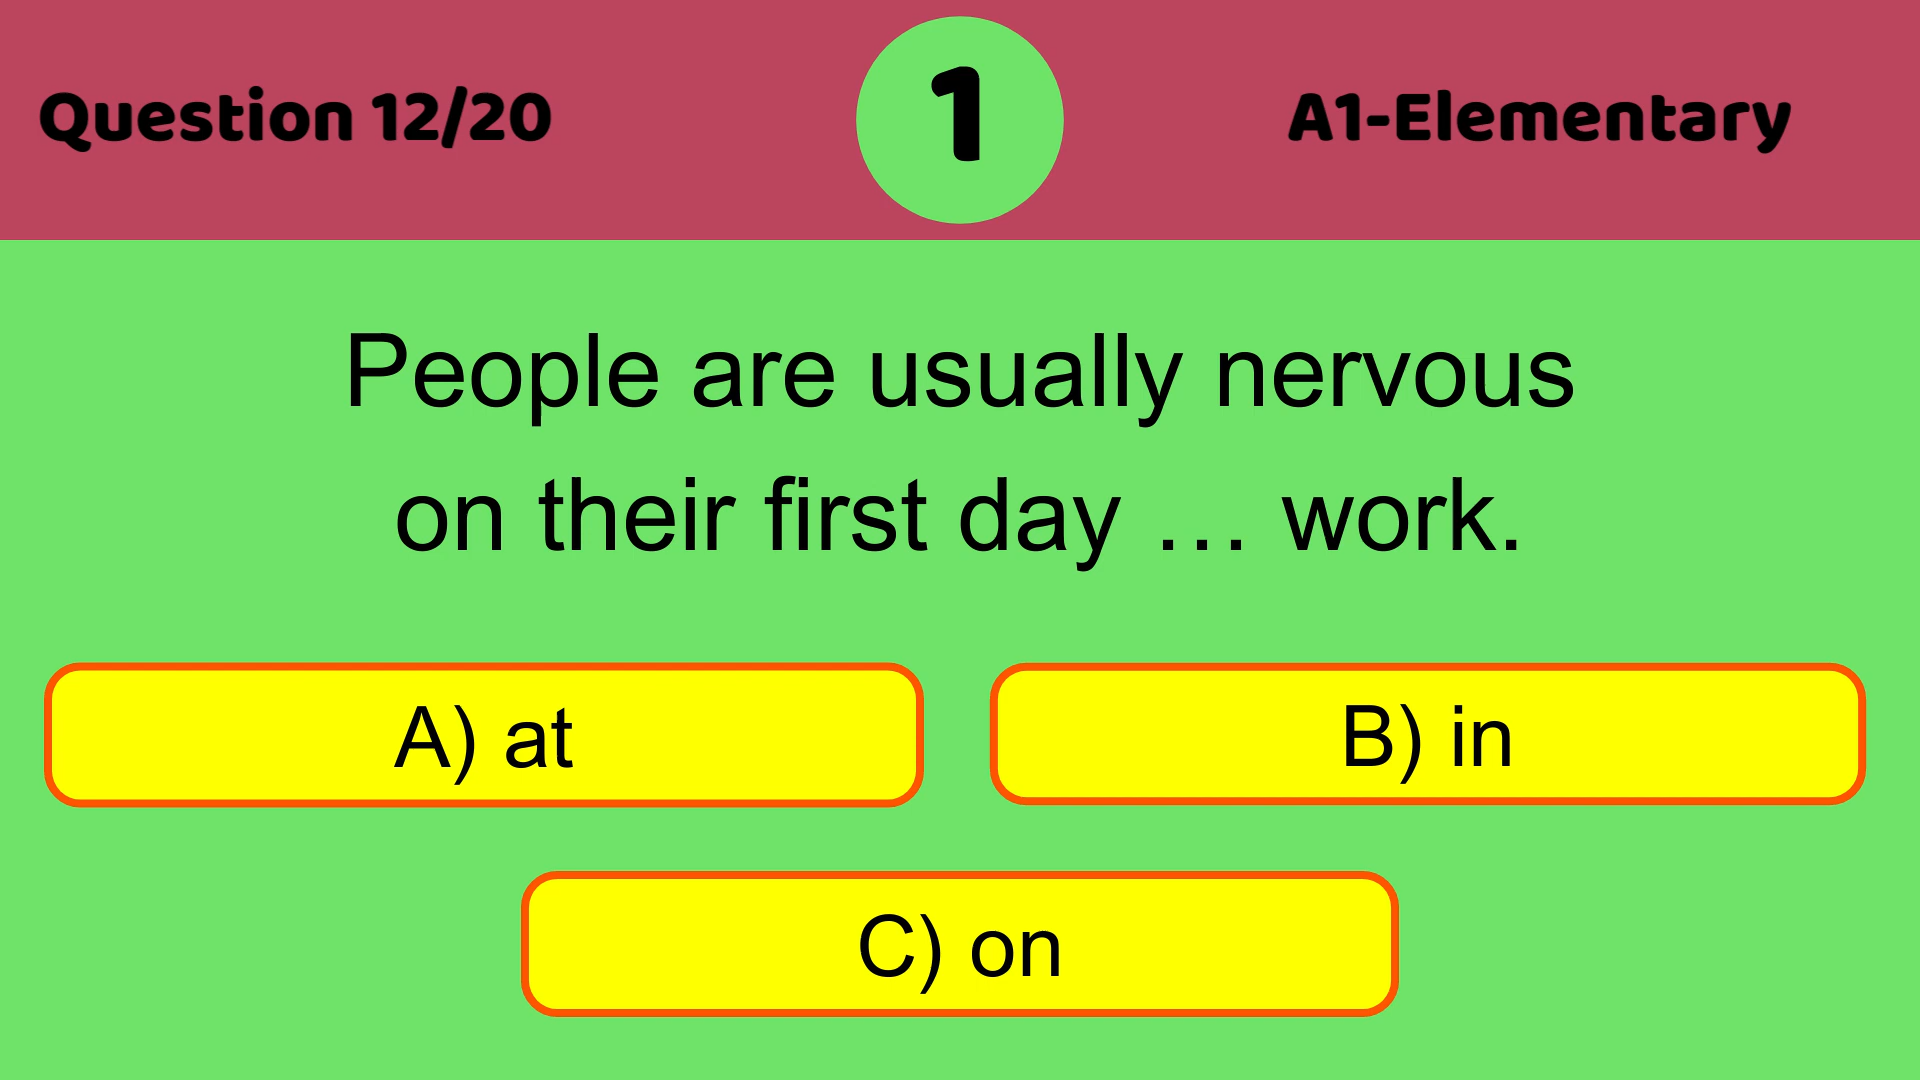 Question 12/20
1
A1-Elementary
People are usually nervous
on their first day … work.
A) at
B) in
C) on